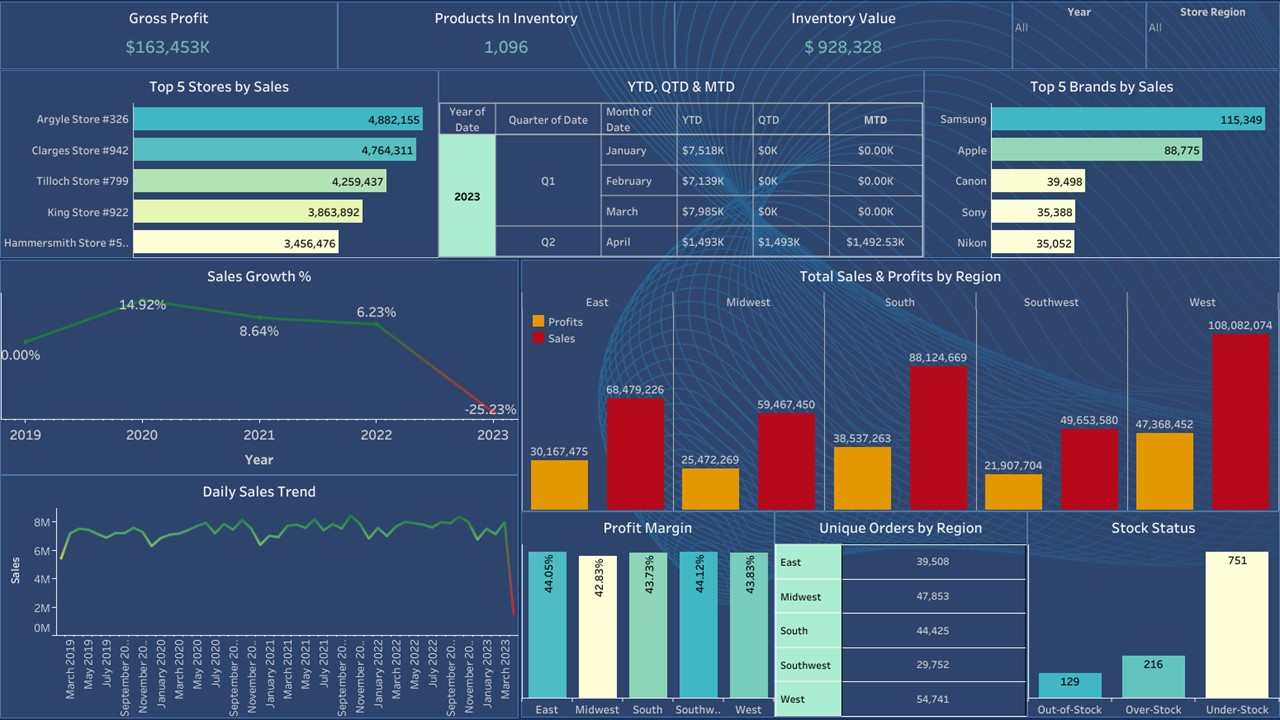 Gross Profit
$163,453K
Products In Inventory
1,096
Inventory Value
$ 928,328
Year
All
Store Region
All
Top 5 Stores by Sales
Argyle Store #326 4,882,155
Clarges Store #942 4,764,311
Tilloch Store #799 4,259,437
King Store #922 3,863,892
Hammersmith Store #5.. 3,456,476
YTD, QTD & MTD
Year of
Date
Quarter of Date
Month of
Date
YTD
QTD
MTD
2023
Q1
January $7,518K $0K $0.00K
February $7,139K $0K $0.00K
March $7,985K $0K $0.00K
Q2 April $1,493K $1,493K $1,492.53K
Top 5 Brands by Sales
Samsung 115,349
Apple 88,775
Canon 39,498
Sony 35,388
Nikon 35,052
Sales Growth %
0.00%
14.92%
8.64%
6.23%
-25.23%
2019 2020 2021 2022 2023
Year
Total Sales & Profits by Region
East Midwest South Southwest West
Profits
Sales
30,167,475
68,479,226
25,472,269
59,467,450
38,537,263
88,124,669
21,907,704
49,653,580
47,368,452
108,082,074
Daily Sales Trend
Sales
8M
6M
4M
2M
0M
March 2019
May 2019
July 2019
September 20..
November 20..
January 2020
March 2020
May 2020
July 2020
September 20..
November 20..
January 2021
March 2021
May 2021
July 2021
September 20..
November 20..
January 2022
March 2022
May 2022
July 2022
September 20..
November 20..
January 2023
March 2023
Profit Margin
44.05%
42.83%
43.73%
44.12%
43.83%
East Midwest South Southw.. West
Unique Orders by Region
East 39,508
Midwest 47,853
South 44,425
Southwest 29,752
West 54,741
Stock Status
129
216
751
Out-of-Stock Over-Stock Under-Stock